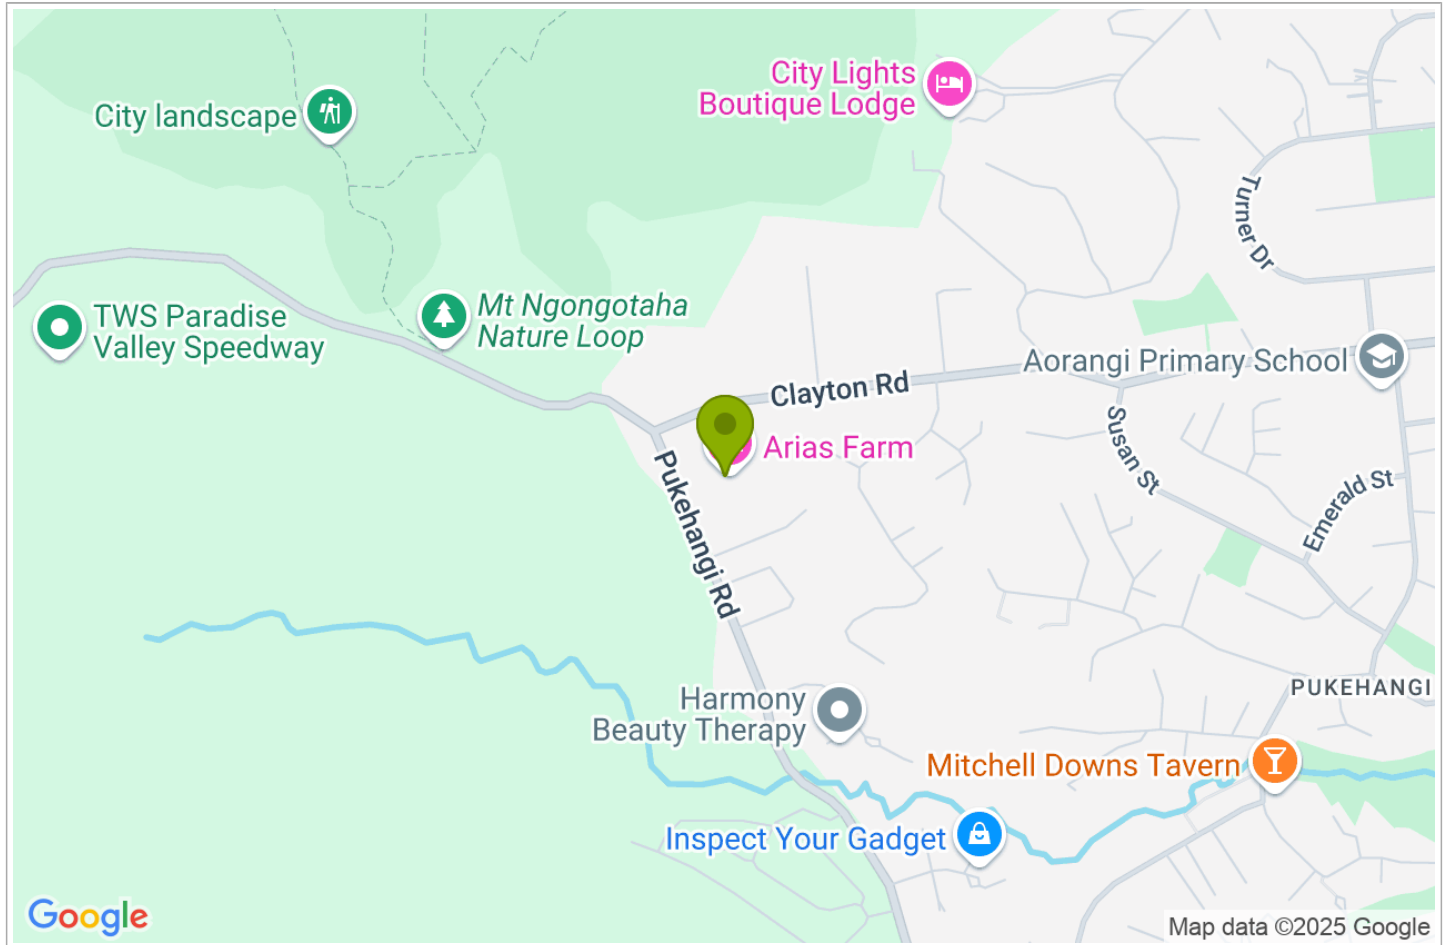 City Lights
Boutique Lodge
City landscape
Turner Dr
TWS Paradise
Valley Speedway
Mt Ngongotaha
Nature Loop
Aorangi Primary School
Clayton Rd
Arias Farm
Susan St
Emerald St
Pukehangi Rd
PUKEHANGI
Harmony
Beauty Therapy
Mitchell Downs Tavern
Inspect Your Gadget
Google
Map data ©2025 Google